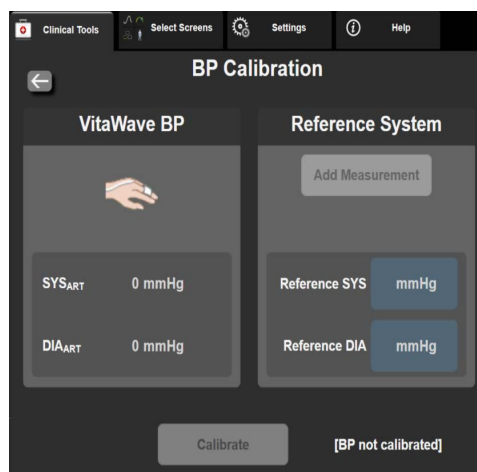 Clinical Tools
Select Screens
Settings
Help
BP Calibration
VitaWave BP
Reference System
Add Measurement
SYSART 0 mmHg
Reference SYS mmHg
DIAART 0 mmHg
Reference DIA mmHg
Calibrate
[BP not calibrated]